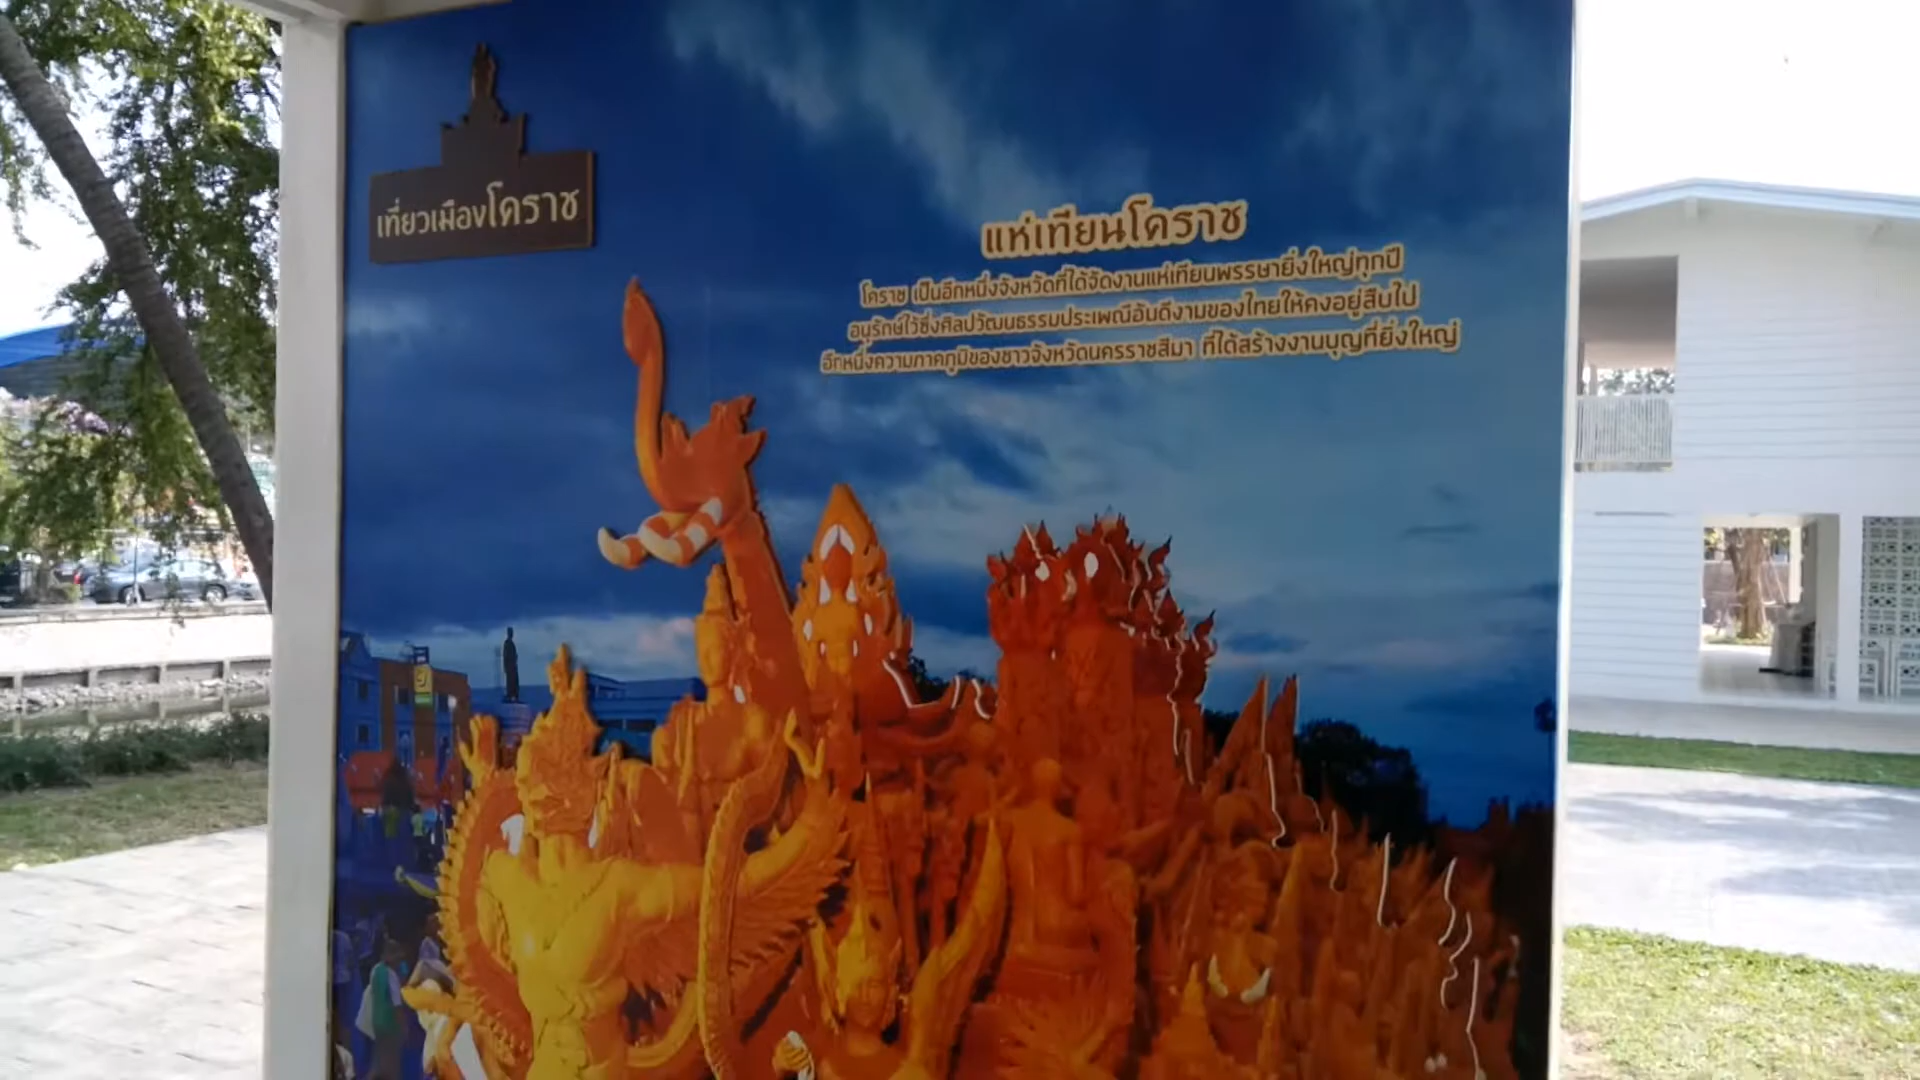 เที่ยวเมืองโคราช
แห่เทียนโคราช
โคราช เป็นอีกหนึ่งจังหวัดที่ได้จัดงานแห่เทียนพรรษายิ่งใหญ่ทุกปี
อนุรักษ์ไว้ซึ่งศิลปวัฒนธรรมประเพณีอันดีงามของไทยให้คงอยู่สืบไป
อีกหนึ่งความภาคภูมิของชาวจังหวัดนครราชสีมา ที่ได้สร้างงานบุญที่ยิ่งใหญ่